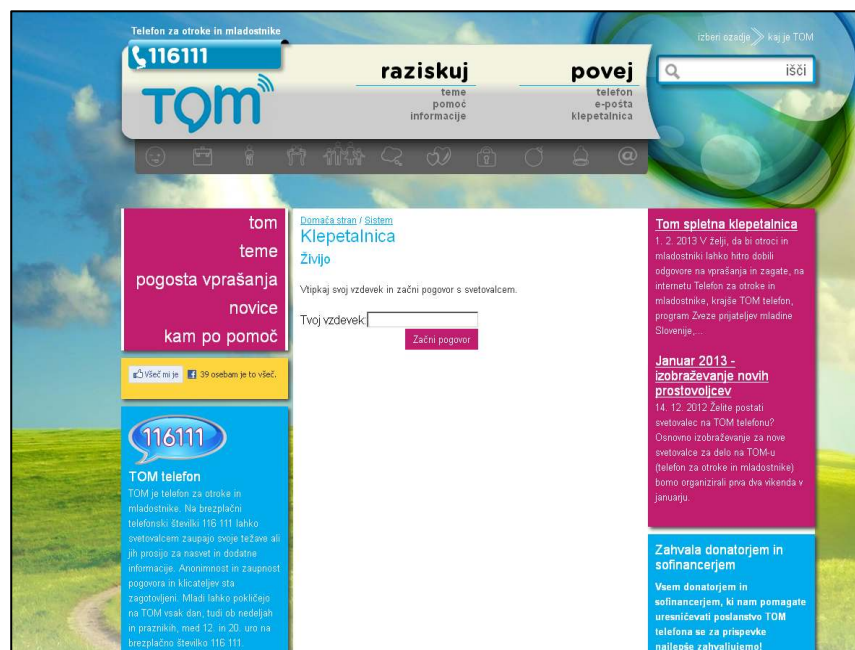 Telefon za otroke in mladostnike
116111
TOM
raziskuj
teme
pomoč
informacije
povej
telefon
e-pošta
klepetalnica
izberi ozadje
kaj je TOM
išči
@
tom
teme
pogosta vprašanja
novice
kam po pomoč
Všeč mi je
39 osebam je to všeč.
116111
TOM telefon
TOM je telefon za otroke in
mladostnike. Na brezplačni
telefonski številki 116 111 lahko
svetovalcem zaupajo svoje težave ali
jih prosijo za nasvet in dodatne
informacije. Anonimnost in zaupnost
pogovora in klicateljev sta
zagotovljeni. Mladi lahko pokličejo
na TOM vsak dan, tudi ob nedeljah
in praznikih, med 12. in 20. uro na
brezplačno številko 116 111.
Domača stran / Sistem
Klepetalnica
Živijo
Vtipkaj svoj vzdevek in začni pogovor s svetovalcem.
Tvoj vzdevek:
Začni pogovor
Tom spletna klepetalnica
1. 2. 2013 V želji, da bi otroci in
mladostniki lahko hitro dobili
odgovore na vprašanja in zagate, na
internetu Telefon za otroke in
mladostnike, krajše TOM telefon,
program Zveze prijateljev mladine
Slovenije,...
Januar 2013 -
izobraževanje novih
prostovoljcev
14. 12. 2012 Želite postati
svetovalec na TOM telefonu?
Osnovno izobraževanje za nove
svetovalce za delo na TOM-u
(telefon za otroke in mladostnike)
bomo organizirali prva dva vikenda v
januarju.
Zahvala donatorjem in
sofinancerjem
Vsem donatorjem in
sofinancerjem, ki nam pomagate
uresničevati poslanstvo TOM
telefona se za prispevke
najlepše zahvaljujemo!